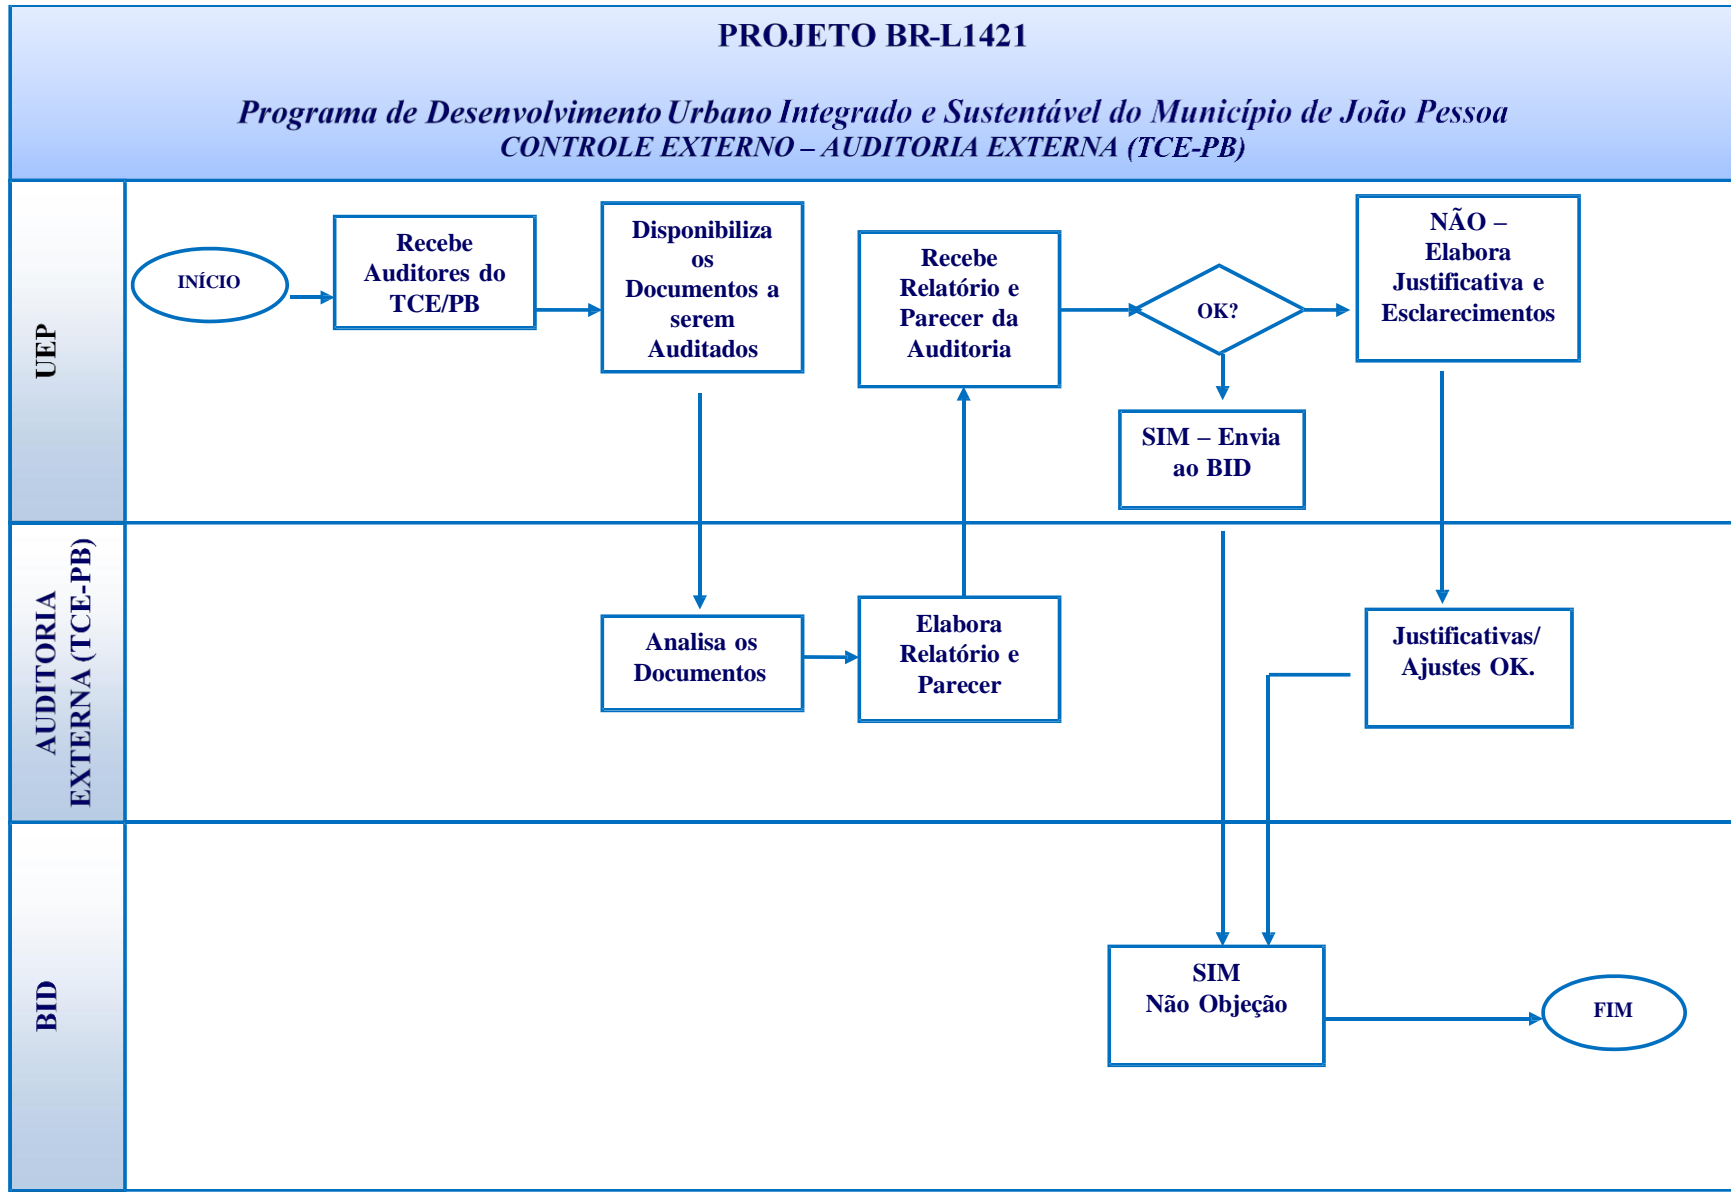 PROJETO BR-L1421
Programa de Desenvolvimento Urbano Integrado e Sustentável do Município de João Pessoa
CONTROLE EXTERNO – AUDITORIA EXTERNA (TCE-PB)
UEP
INÍCIO
Recebe
Auditores do
TCE/PB
Disponibiliza
os
Documentos a
serem
Auditados
Recebe
Relatório e
Parecer da
Auditoria
OK?
NÃO –
Elabora
Justificativa e
Esclarecimentos
SIM – Envia
ao BID
AUDITORIA
EXTERNA (TCE-PB)
Analisa os
Documentos
Elabora
Relatório e
Parecer
Justificativas/
Ajustes OK.
BID
SIM
Não Objeção
FIM